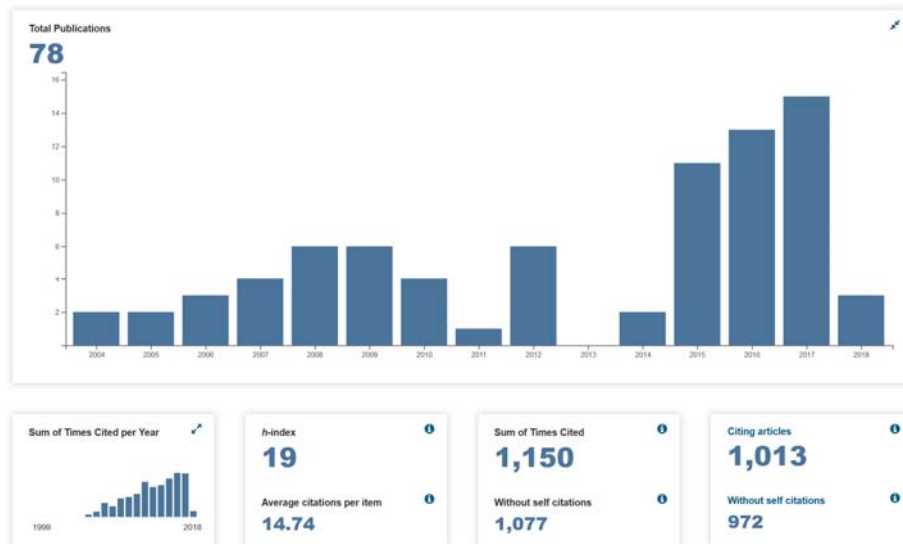 Total Publications
78
16
14
12
10
8
6
4
2
2004 2005 2006 2007 2008 2009 2010 2011 2012 2013 2014 2015 2016 2017 2018
Sum of Times Cited per Year
1999 2018
h-index
19
Average citations per item
14.74
Sum of Times Cited
1,150
Without self citations
1,077
Citing articles
1,013
Without self citations
972